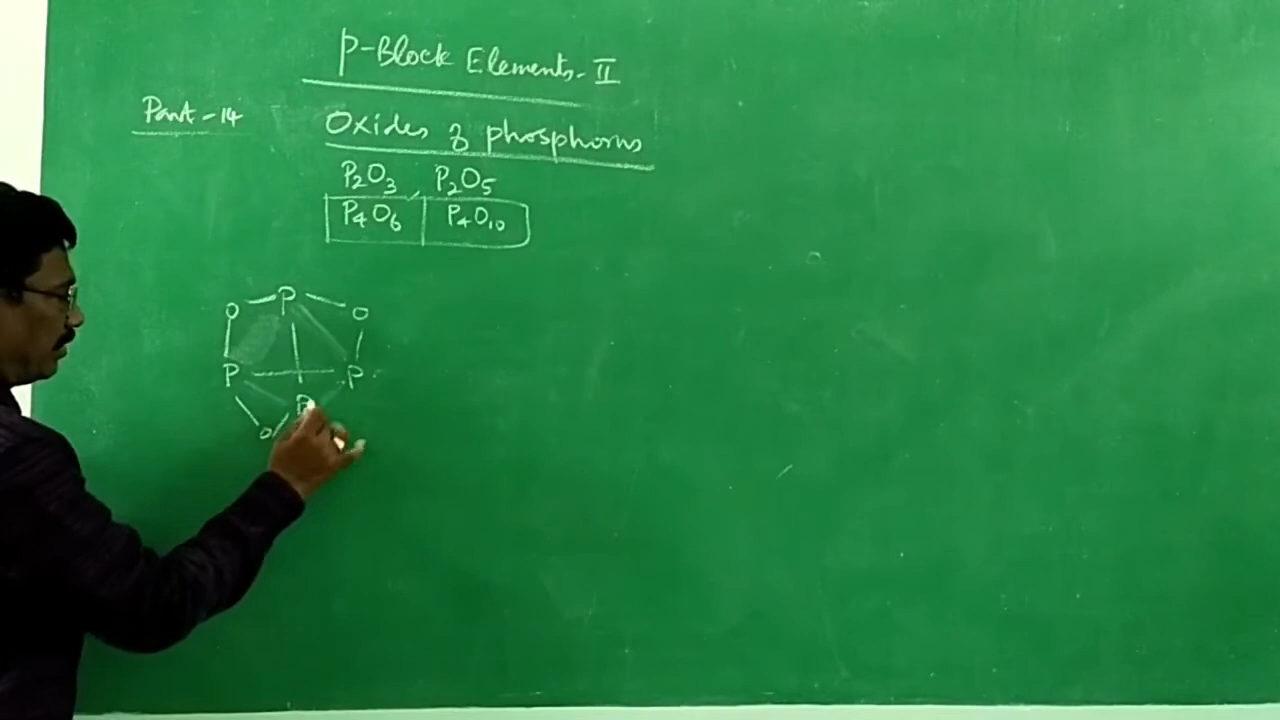 p-Block Elements-II
Part-14
Oxides of phosphorus
P₂O₃, P₂O₅
P₄O₆ P₄O₁₀
O P O
P P
P
O